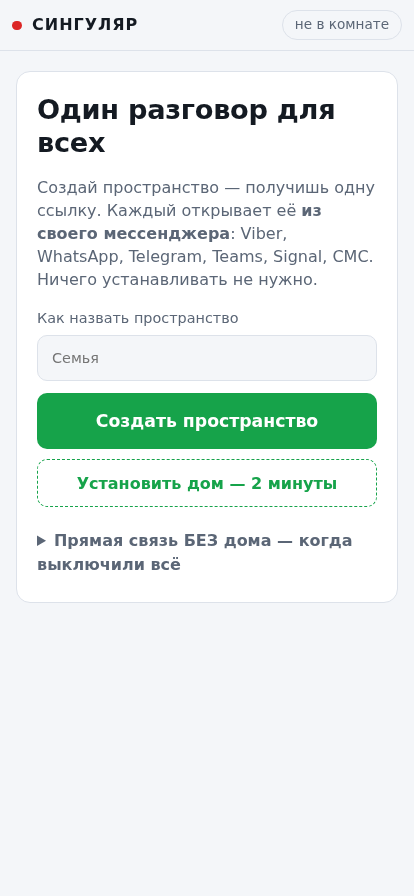 СИНГУЛЯР
не в комнате
Один разговор для
всех
Создай пространство — получишь одну
ссылку. Каждый открывает её из
своего мессенджера: Viber,
WhatsApp, Telegram, Teams, Signal, СМС.
Ничего устанавливать не нужно.
Как назвать пространство
Семья
Создать пространство
Установить дом — 2 минуты
Прямая связь БЕЗ дома — когда
выключили всё